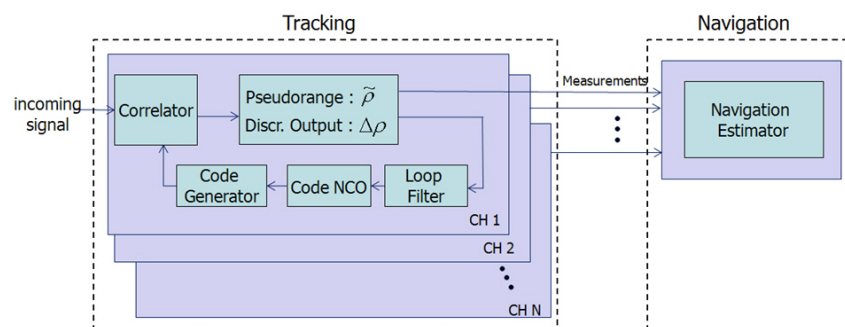 Tracking
Navigation
incoming
signal
Correlator
Pseudorange : ρ̃
Discr. Output : Δρ
Code
Generator
Code NCO
Loop
Filter
CH 1
CH 2
CH N
Measurements
Navigation
Estimator